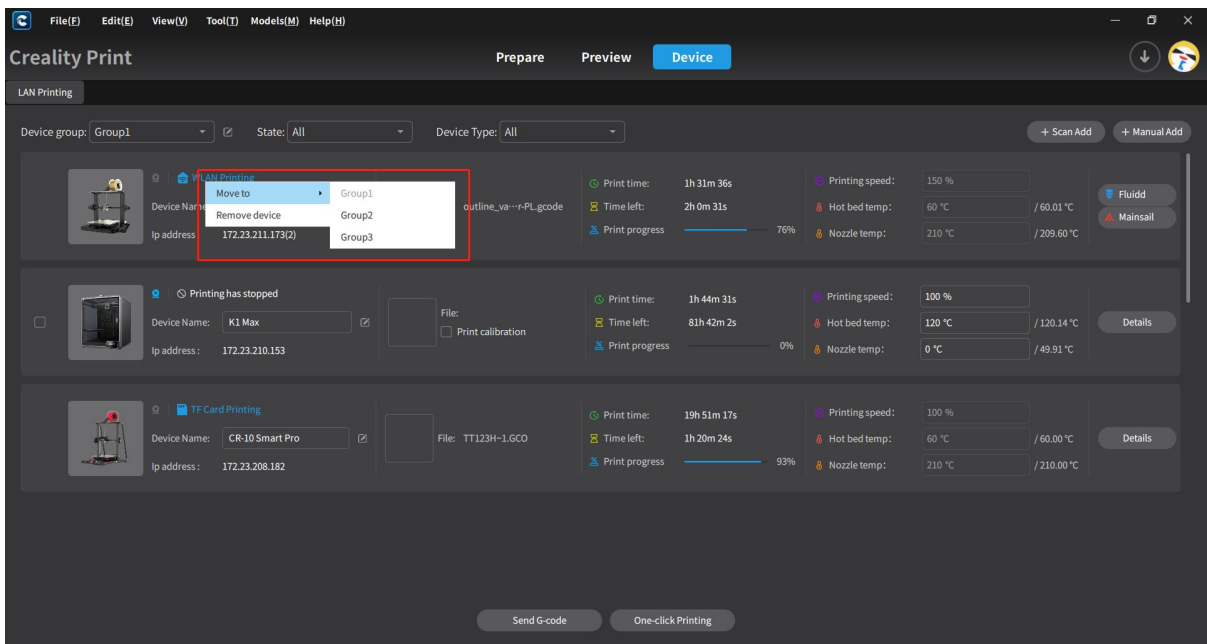 File(F) Edit(E) View(V) Tool(T) Models(M) Help(H)
Creality Print
Prepare Preview Device
LAN Printing
Device group: Group1 State: All Device Type: All + Scan Add + Manual Add
WLAN Printing
Move to Group1
Remove device Group2
Group3
Device Name
Ip address 172.23.211.173(2)
outline_va···r-PL.gcode
Print time: 1h 31m 36s
Time left: 2h 0m 31s
Print progress 76%
Printing speed: 150 %
Hot bed temp: 60 °C / 60.01 °C
Nozzle temp: 210 °C / 209.60 °C
Fluidd
Mainsail
Printing has stopped
Device Name: K1 Max
Ip address : 172.23.210.153
File:
Print calibration
Print time: 1h 44m 31s
Time left: 81h 42m 2s
Print progress 0%
Printing speed: 100 %
Hot bed temp: 120 °C / 120.14 °C
Nozzle temp: 0 °C / 49.91 °C
Details
TF Card Printing
Device Name: CR-10 Smart Pro
Ip address : 172.23.208.182
File: TT123H~1.GCO
Print time: 19h 51m 17s
Time left: 1h 20m 24s
Print progress 93%
Printing speed: 100 %
Hot bed temp: 60 °C / 60.00 °C
Nozzle temp: 210 °C / 210.00 °C
Details
Send G-code One-click Printing